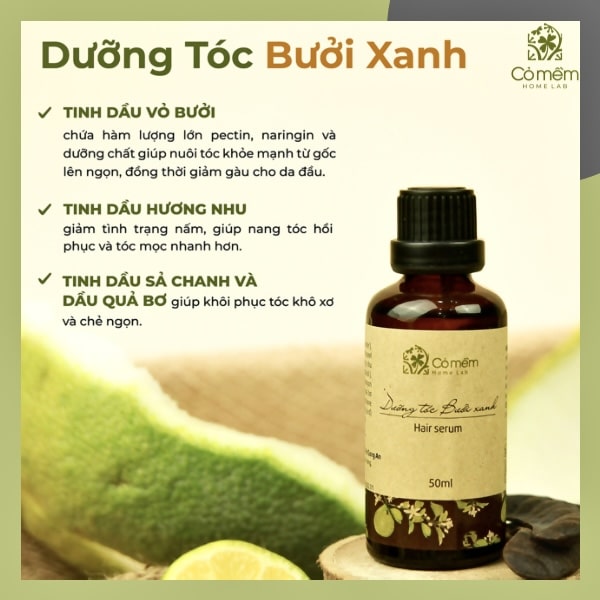 Dưỡng Tóc Bưởi Xanh
Cỏ mềm
HOME LAB
TINH DẦU VỎ BƯỞI
chứa hàm lượng lớn pectin, naringin và
dưỡng chất giúp nuôi tóc khỏe mạnh từ gốc
lên ngọn, đồng thời giảm gàu cho da đầu.
TINH DẦU HƯƠNG NHU
giảm tình trạng nấm, giúp nang tóc hồi
phục và tóc mọc nhanh hơn.
TINH DẦU SẢ CHANH VÀ
DẦU QUẢ BƠ giúp khôi phục tóc khô xơ
và chẻ ngọn.
Cỏ mềm
Home Lab
Dưỡng tóc Bưởi xanh
Hair serum
50ml